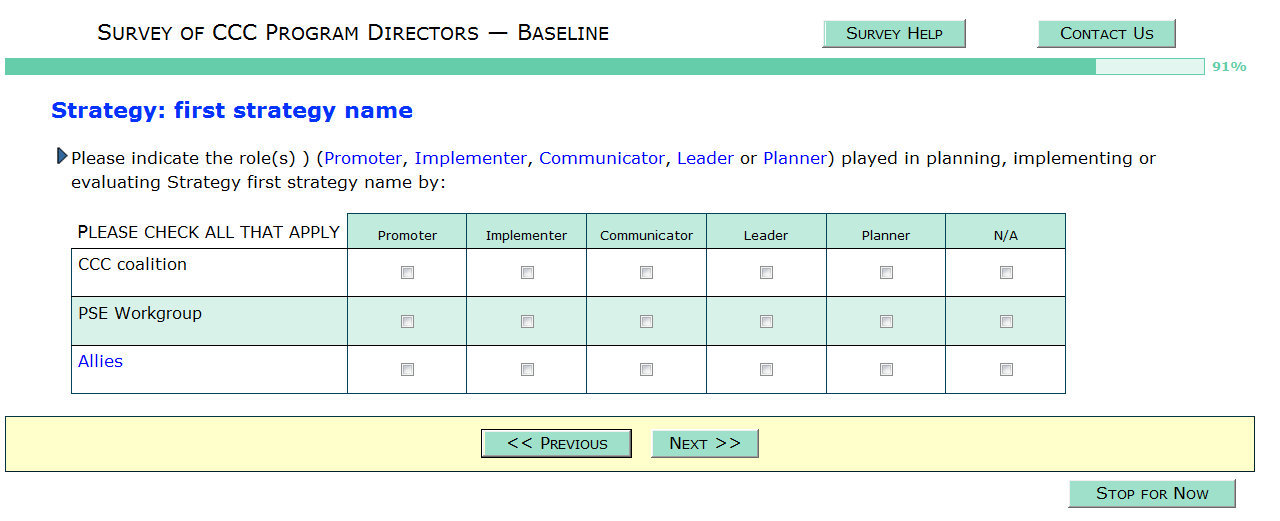 SURVEY OF CCC PROGRAM DIRECTORS — BASELINE
SURVEY HELP
CONTACT US
91%
Strategy: first strategy name
Please indicate the role(s) ) (Promoter, Implementer, Communicator, Leader or Planner) played in planning, implementing or
evaluating Strategy first strategy name by:
PLEASE CHECK ALL THAT APPLY Promoter Implementer Communicator Leader Planner N/A
CCC coalition
PSE Workgroup
Allies
<< PREVIOUS NEXT >>
STOP FOR NOW